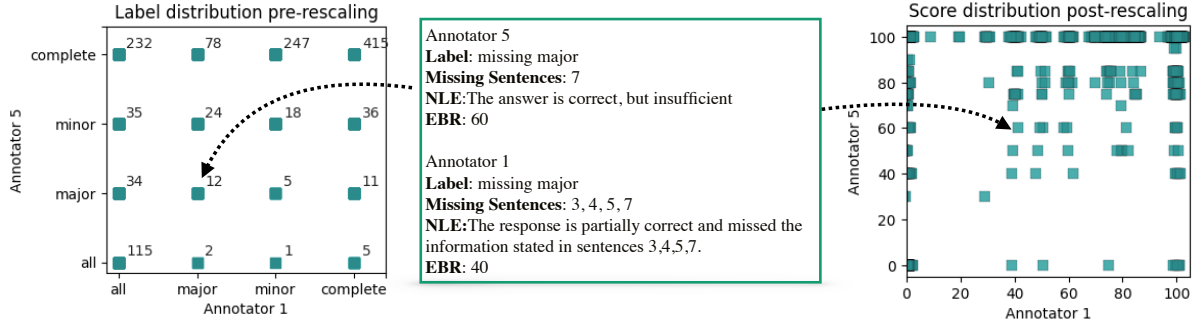 Label distribution pre-rescaling
232 78 247 415
complete
35 24 18 36
minor
34 12 5 11
major
115 2 1 5
all
Annotator 5
all major minor complete
Annotator 1
Annotator 5
Label: missing major
Missing Sentences: 7
NLE:The answer is correct, but insufficient
EBR: 60
Annotator 1
Label: missing major
Missing Sentences: 3, 4, 5, 7
NLE:The response is partially correct and missed the
information stated in sentences 3,4,5,7.
EBR: 40
Score distribution post-rescaling
100
80
60
40
20
0
Annotator 5
0 20 40 60 80 100
Annotator 1